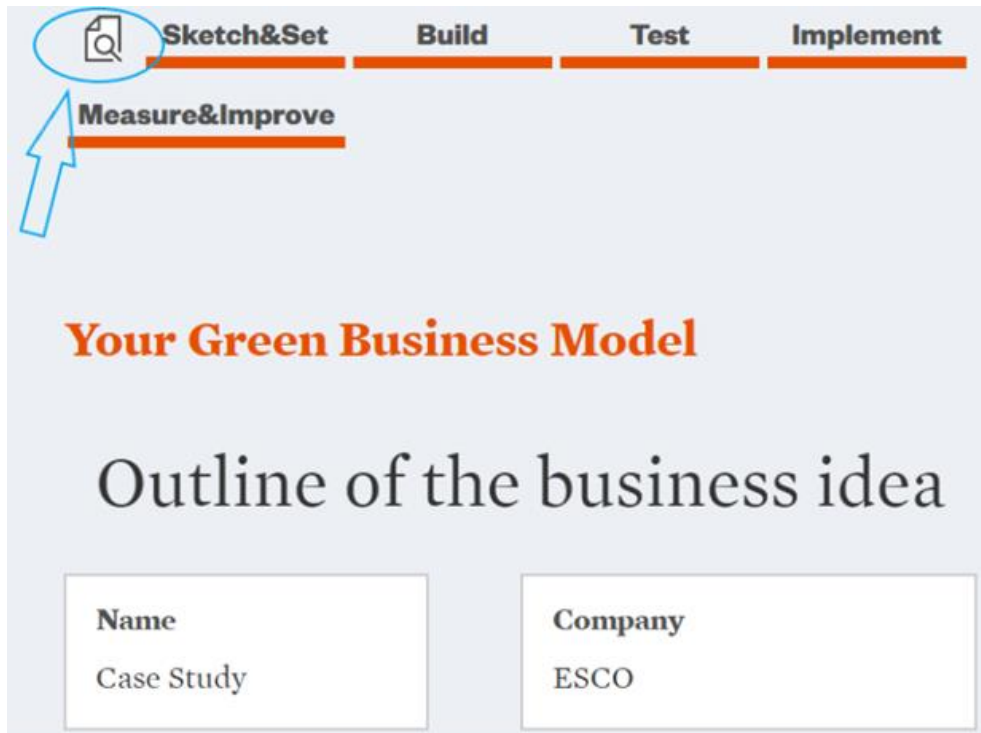 Sketch&Set Build Test Implement
Measure&Improve
Your Green Business Model
Outline of the business idea
Name Company
Case Study ESCO